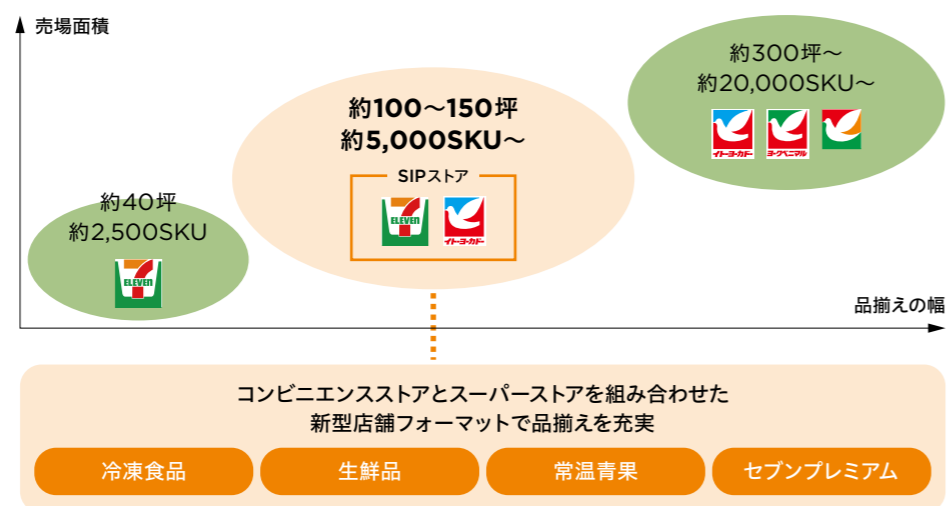 売場面積
約300坪～
約20,000SKU～
イトーヨーカドー
ヨークベニマル
約100～150坪
約5,000SKU～
SIPストア
7
ELEVEN
イトーヨーカドー
約40坪
約2,500SKU
7
ELEVEN
品揃えの幅
コンビニエンスストアとスーパーストアを組み合わせた
新型店舗フォーマットで品揃えを充実
冷凍食品
生鮮品
常温青果
セブンプレミアム